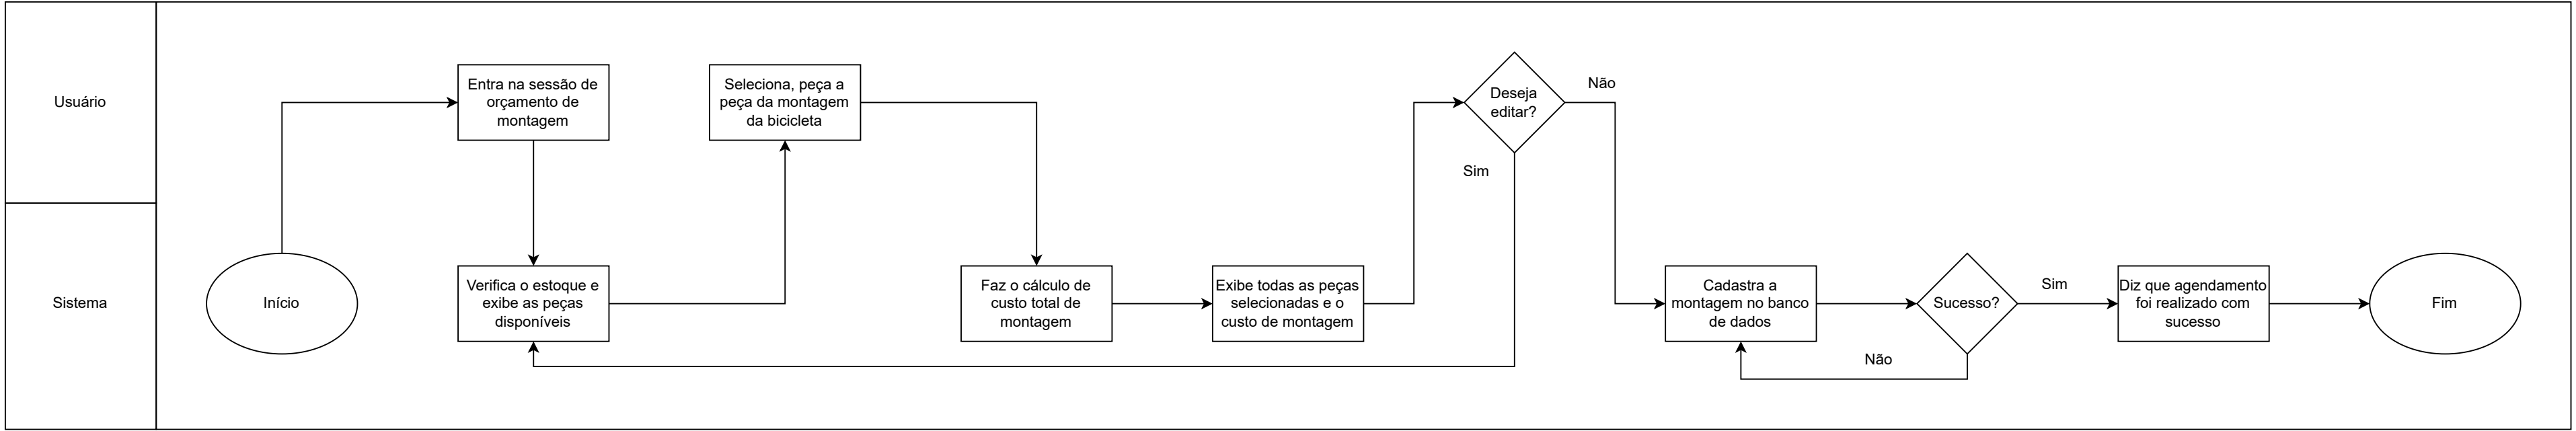 Usuário
Entra na sessão de
orçamento de
montagem
Seleciona, peça a
peça da montagem
da bicicleta
Deseja
editar?
Não
Sim
Sistema
Início
Verifica o estoque e
exibe as peças
disponíveis
Faz o cálculo de
custo total de
montagem
Exibe todas as peças
selecionadas e o
custo de montagem
Cadastra a
montagem no banco
de dados
Sucesso?
Sim
Não
Diz que agendamento
foi realizado com
sucesso
Fim